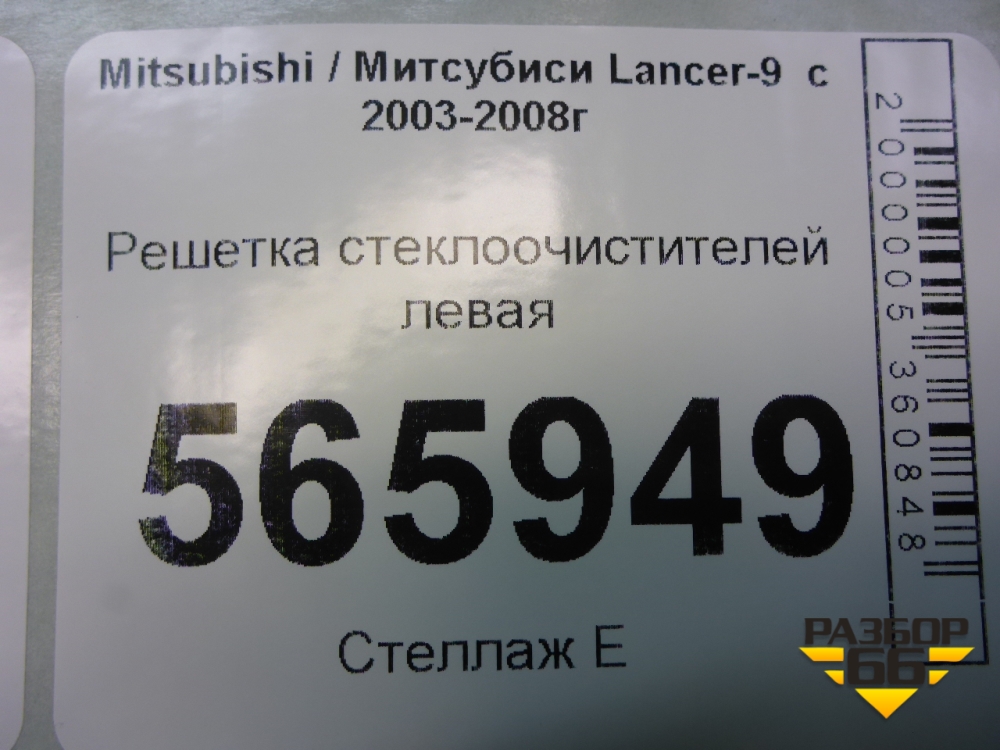 Mitsubishi / Митсубиси Lancer-9 с
2003-2008г
Решетка стеклоочистителей
левая
565949
Стеллаж Е
2000005360848
РАЗБОР
66